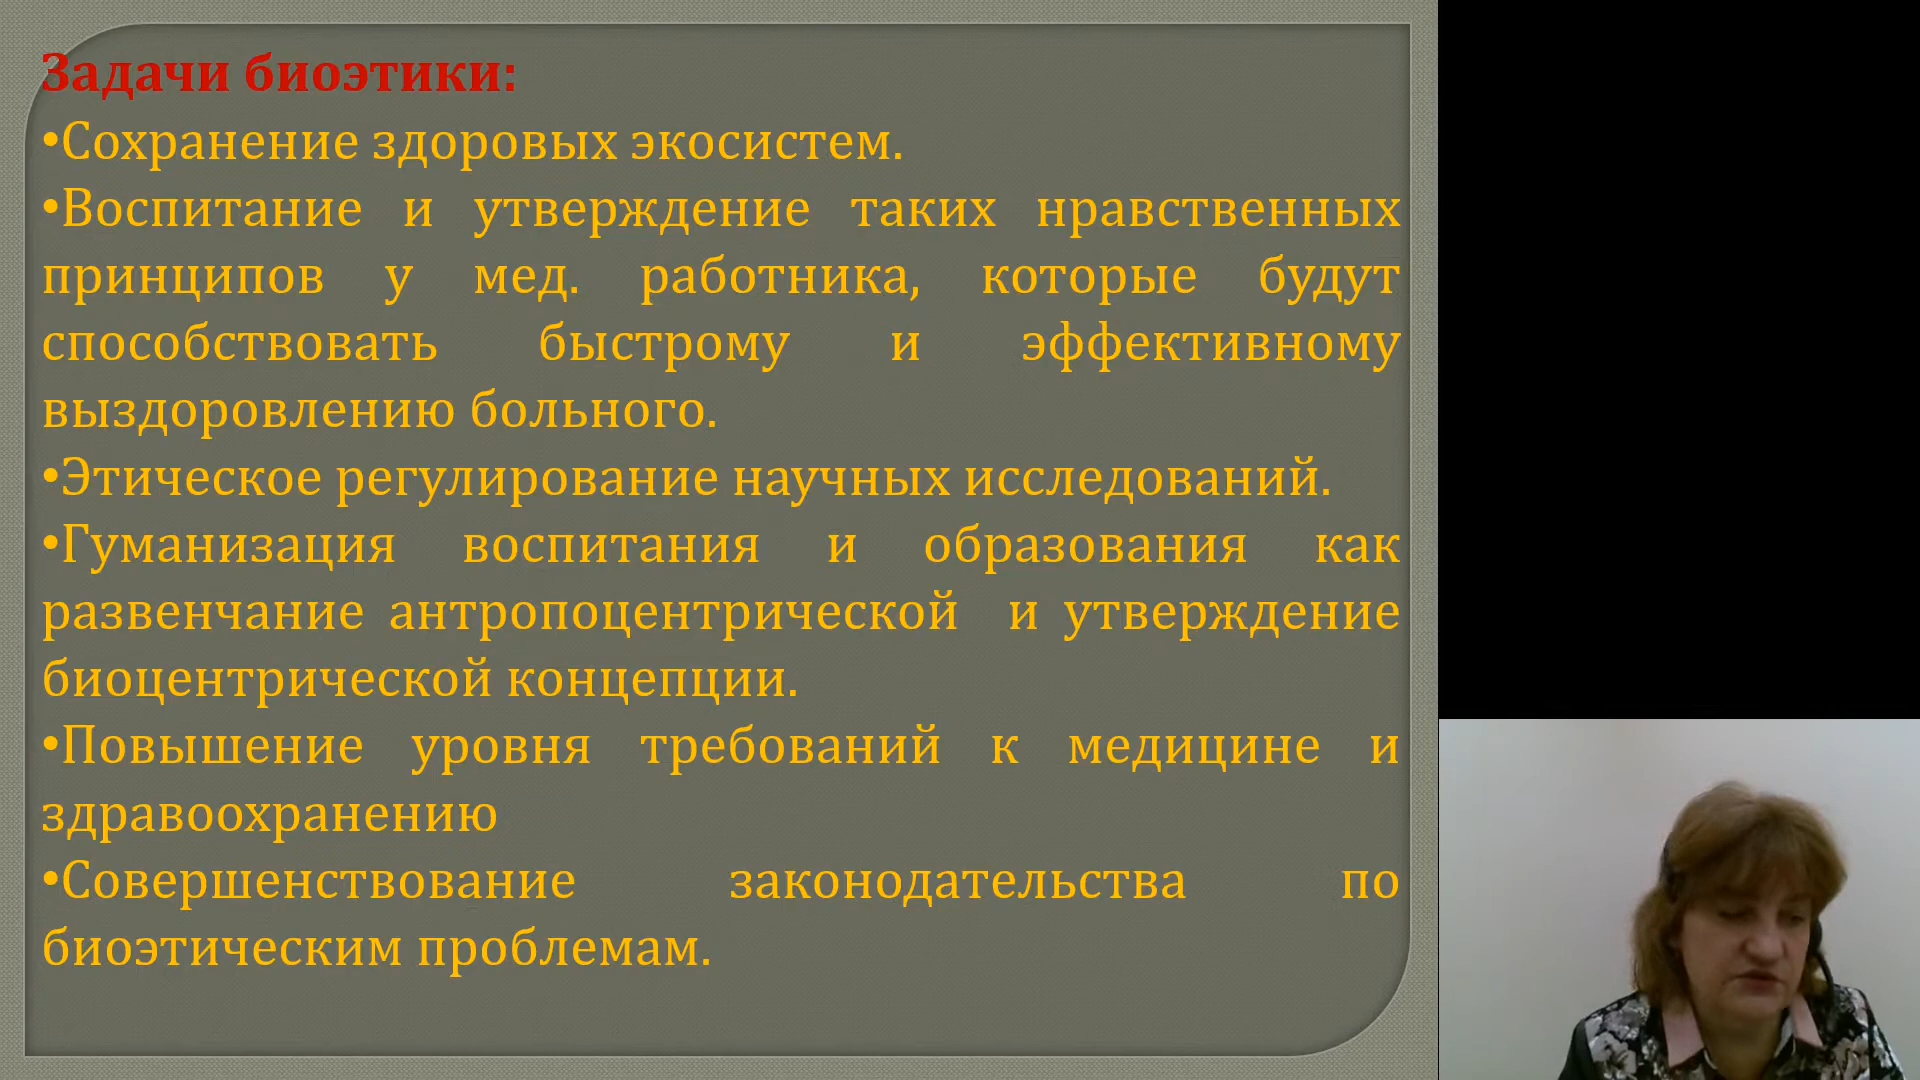 Задачи биоэтики:
•Сохранение здоровых экосистем.
•Воспитание и утверждение таких нравственных
принципов у мед. работника, которые будут
способствовать быстрому и эффективному
выздоровлению больного.
•Этическое регулирование научных исследований.
•Гуманизация воспитания и образования как
развенчание антропоцентрической и утверждение
биоцентрической концепции.
•Повышение уровня требований к медицине и
здравоохранению
•Совершенствование законодательства по
биоэтическим проблемам.